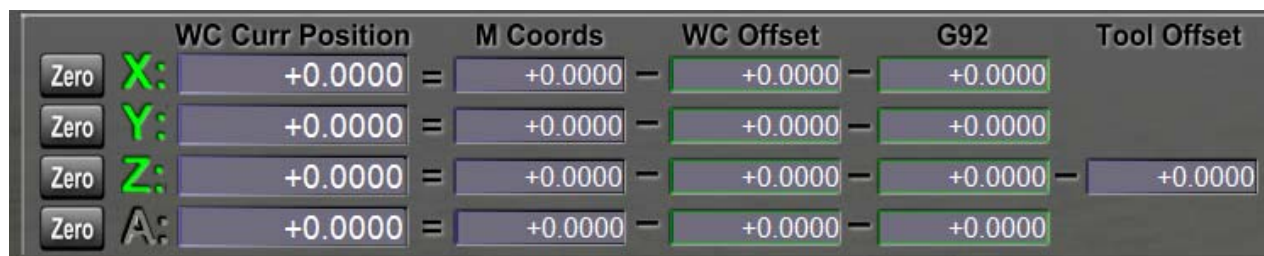 WC Curr Position M Coords WC Offset G92 Tool Offset
Zero X: +0.0000 = +0.0000 - +0.0000 - +0.0000
Zero Y: +0.0000 = +0.0000 - +0.0000 - +0.0000
Zero Z: +0.0000 = +0.0000 - +0.0000 - +0.0000 - +0.0000
Zero A: +0.0000 = +0.0000 - +0.0000 - +0.0000